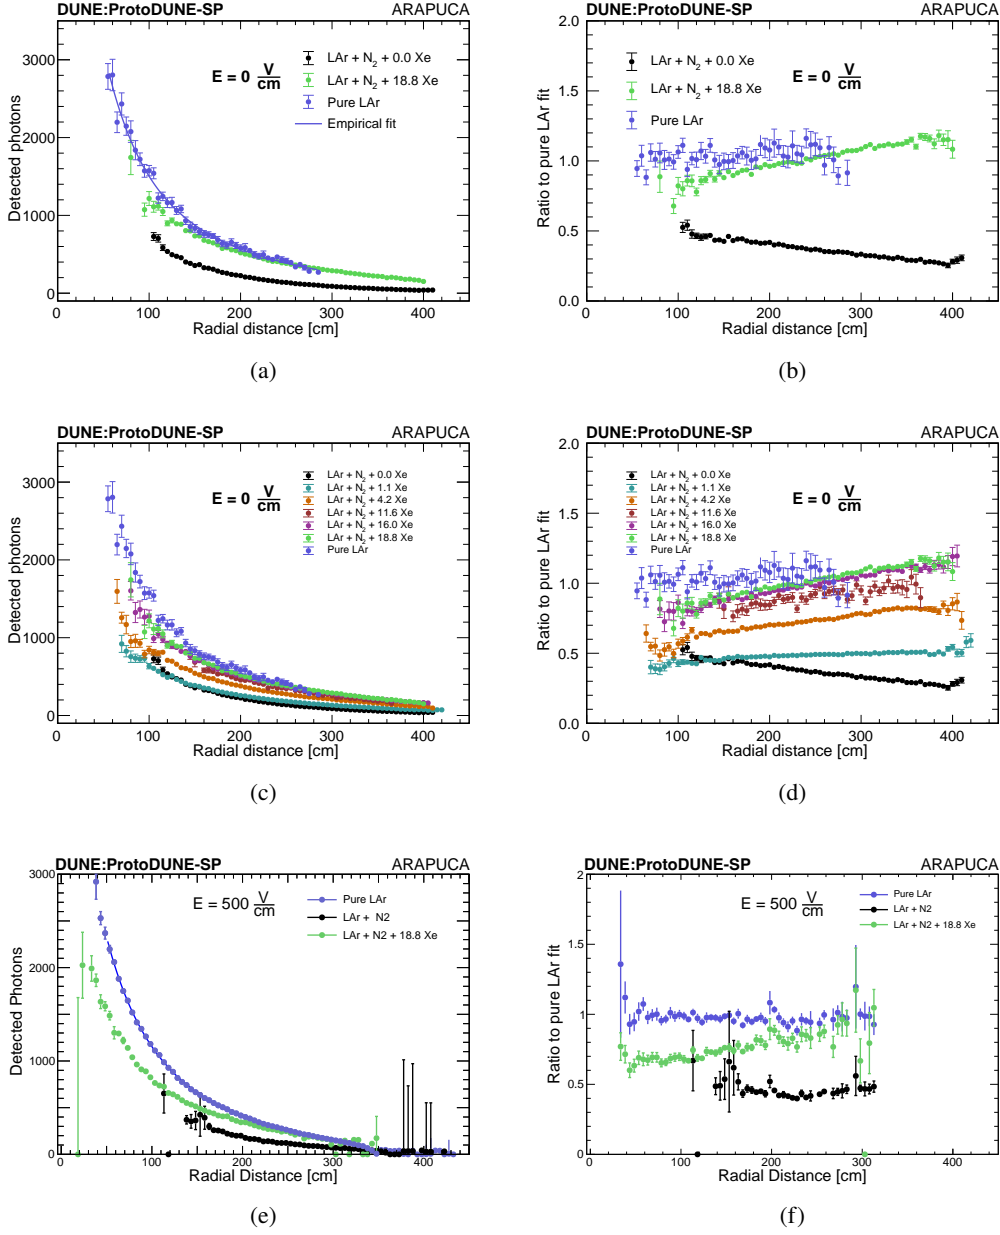 DUNE:ProtoDUNE-SP ARAPUCA
Detected photons
3000
2000
1000
0
E = 0 V/cm
LAr + N2 + 0.0 Xe
LAr + N2 + 18.8 Xe
Pure LAr
Empirical fit
100 200 300 400
Radial distance [cm]
(a)
DUNE:ProtoDUNE-SP ARAPUCA
Ratio to pure LAr fit
2.0
1.5
1.0
0.5
0.0
LAr + N2 + 0.0 Xe
LAr + N2 + 18.8 Xe
Pure LAr
E = 0 V/cm
100 200 300 400
Radial distance [cm]
(b)
DUNE:ProtoDUNE-SP ARAPUCA
Detected photons
3000
2000
1000
0
E = 0 V/cm
LAr + N2 + 0.0 Xe
LAr + N2 + 1.1 Xe
LAr + N2 + 4.2 Xe
LAr + N2 + 11.6 Xe
LAr + N2 + 16.0 Xe
LAr + N2 + 18.8 Xe
Pure LAr
100 200 300 400
Radial distance [cm]
(c)
DUNE:ProtoDUNE-SP ARAPUCA
Ratio to pure LAr fit
2.0
1.5
1.0
0.5
0.0
LAr + N2 + 0.0 Xe
LAr + N2 + 1.1 Xe
LAr + N2 + 4.2 Xe
LAr + N2 + 11.6 Xe
LAr + N2 + 16.0 Xe
LAr + N2 + 18.8 Xe
Pure LAr
E = 0 V/cm
100 200 300 400
Radial distance [cm]
(d)
DUNE:ProtoDUNE-SP ARAPUCA
Detected Photons
3000
2000
1000
0
E = 500 V/cm
Pure LAr
LAr + N2
LAr + N2 + 18.8 Xe
0 100 200 300 400
Radial Distance [cm]
(e)
DUNE:ProtoDUNE-SP ARAPUCA
Ratio to pure LAr fit
2
1.5
1
0.5
0
E = 500 V/cm
Pure LAr
LAr + N2
LAr + N2 + 18.8 Xe
0 100 200 300 400
Radial Distance [cm]
(f)